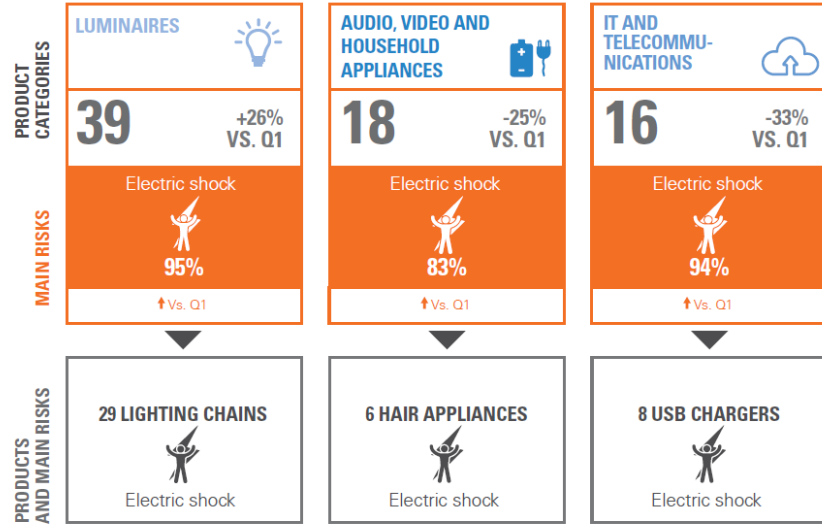 PRODUCT
CATEGORIES
LUMINAIRES
39
+26%
VS. Q1
AUDIO, VIDEO AND
HOUSEHOLD
APPLIANCES
18
-25%
VS. Q1
IT AND
TELECOMMU-
NICATIONS
16
-33%
VS. Q1
MAIN RISKS
Electric shock
95%
Vs. Q1
Electric shock
83%
Vs. Q1
Electric shock
94%
Vs. Q1
PRODUCTS
AND MAIN RISKS
29 LIGHTING CHAINS
Electric shock
6 HAIR APPLIANCES
Electric shock
8 USB CHARGERS
Electric shock